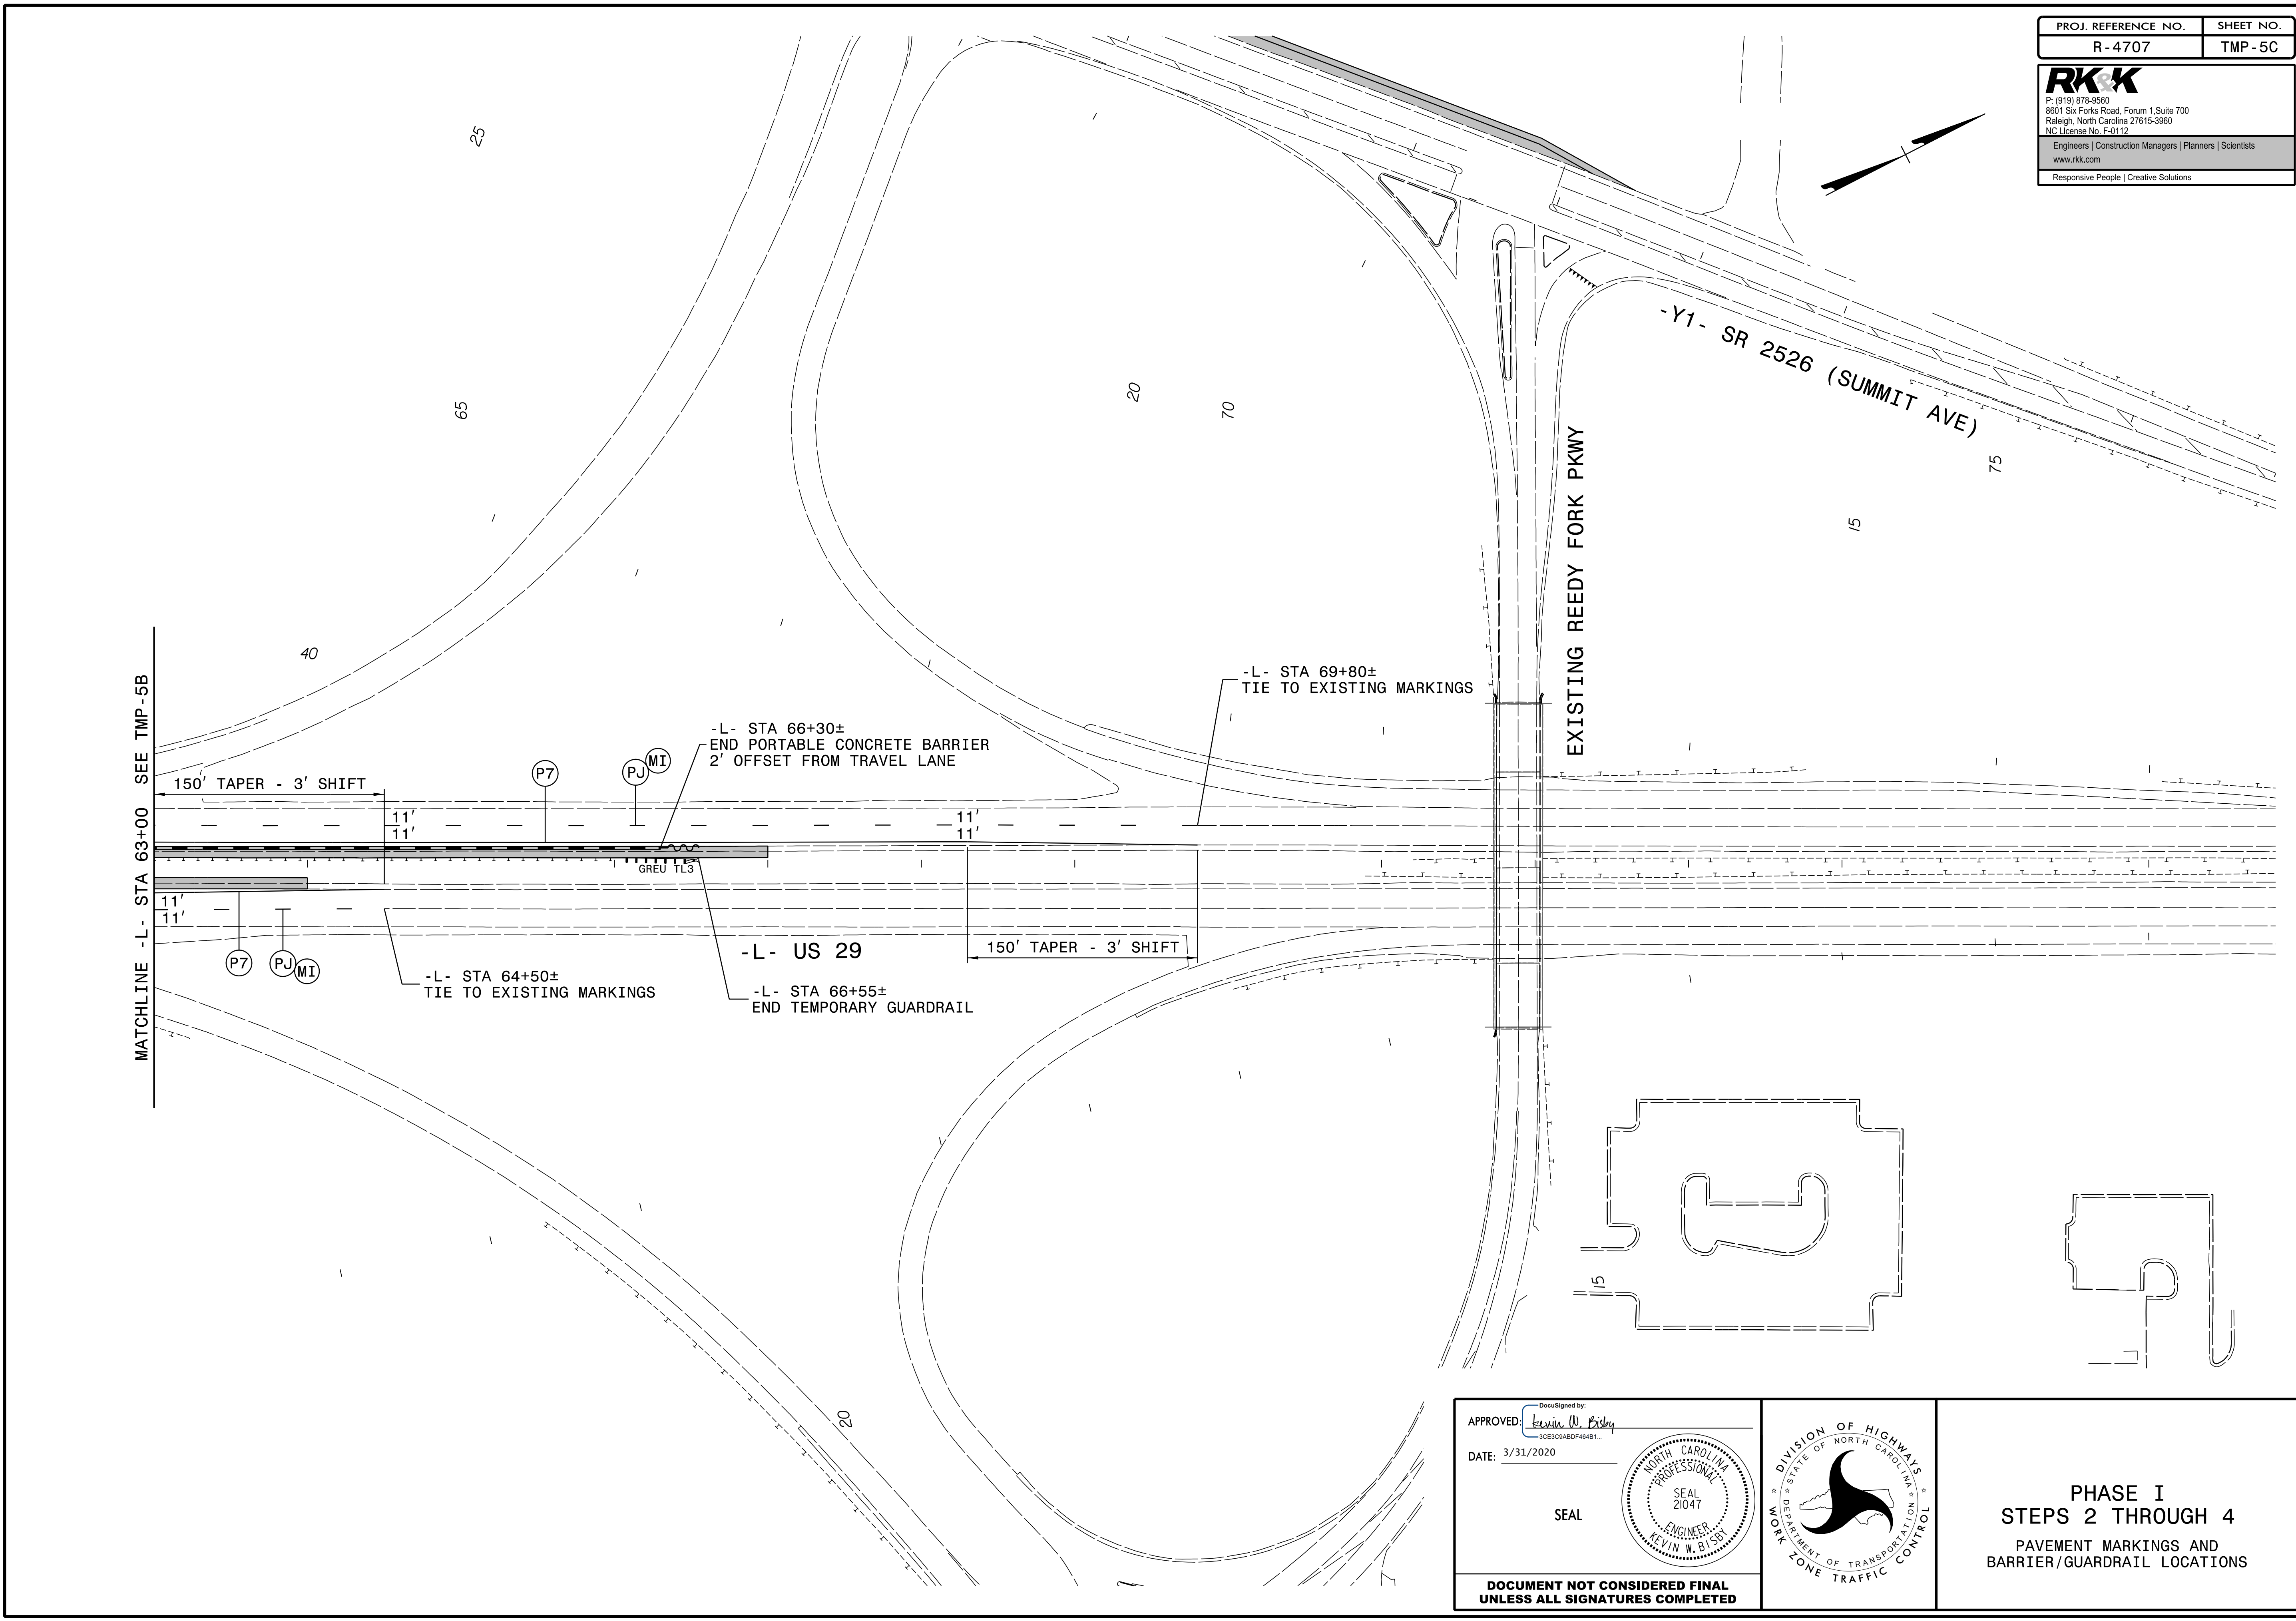 PROJ. REFERENCE NO.
SHEET NO.
R-4707
TMP-5C
RK&K
P: (919) 878-9560
8601 Six Forks Road, Forum 1,Suite 700
Raleigh, North Carolina 27615-3960
NC License No. F-0112
Engineers | Construction Managers | Planners | Scientists
www.rkk.com
Responsive People | Creative Solutions
25
65
40
20
70
-Y1- SR 2526 (SUMMIT AVE)
75
15
EXISTING REEDY FORK PKWY
MATCHLINE -L- STA 63+00 SEE TMP-5B
150' TAPER - 3' SHIFT
P7
PJ
MI
-L- STA 66+30±
END PORTABLE CONCRETE BARRIER
2' OFFSET FROM TRAVEL LANE
-L- STA 69+80±
TIE TO EXISTING MARKINGS
11'
11'
11'
11'
GREU TL3
11'
11'
P7
PJ
MI
-L- STA 64+50±
TIE TO EXISTING MARKINGS
-L- US 29
-L- STA 66+55±
END TEMPORARY GUARDRAIL
150' TAPER - 3' SHIFT
15
20
APPROVED:
DocuSigned by:
Kevin W. Bisby
3CE3C9ABDF464B1...
DATE: 3/31/2020
SEAL
NORTH CAROLINA
PROFESSIONAL
SEAL
21047
ENGINEER
KEVIN W. BISBY
DOCUMENT NOT CONSIDERED FINAL
UNLESS ALL SIGNATURES COMPLETED
DIVISION OF HIGHWAYS
STATE OF NORTH CAROLINA
DEPARTMENT OF TRANSPORTATION
WORK ZONE TRAFFIC CONTROL
PHASE I
STEPS 2 THROUGH 4
PAVEMENT MARKINGS AND
BARRIER/GUARDRAIL LOCATIONS